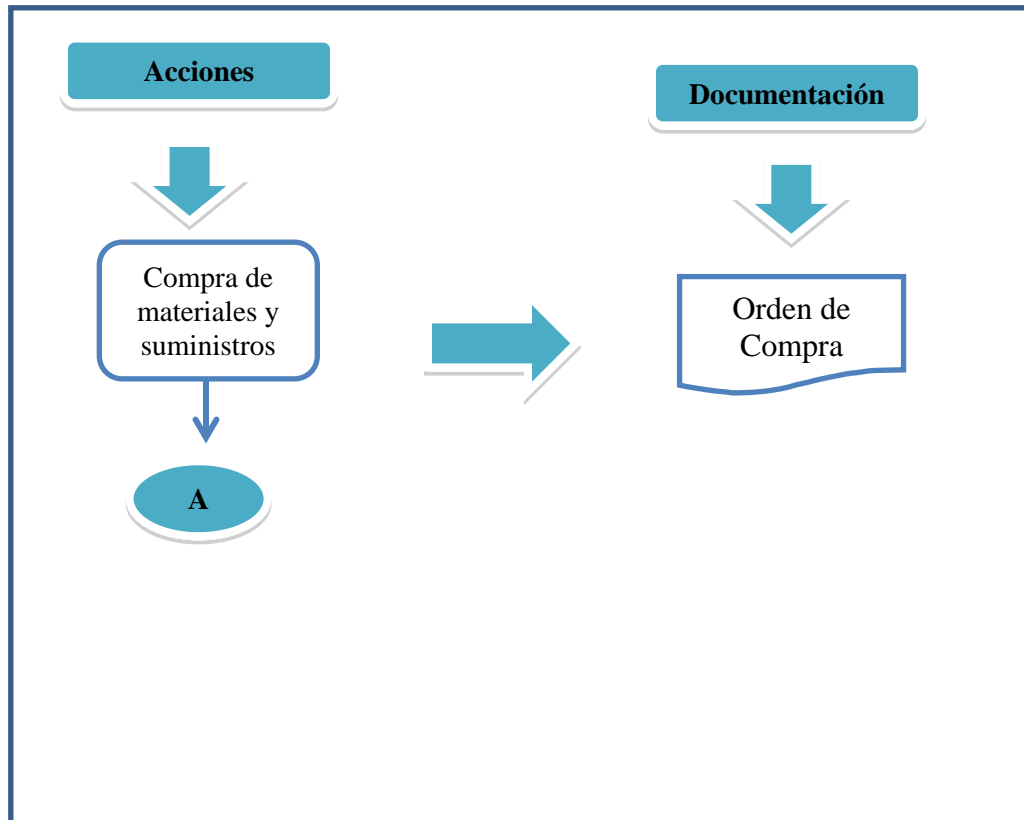 Acciones
Documentación
Compra de
materiales y
suministros
Orden de
Compra
A